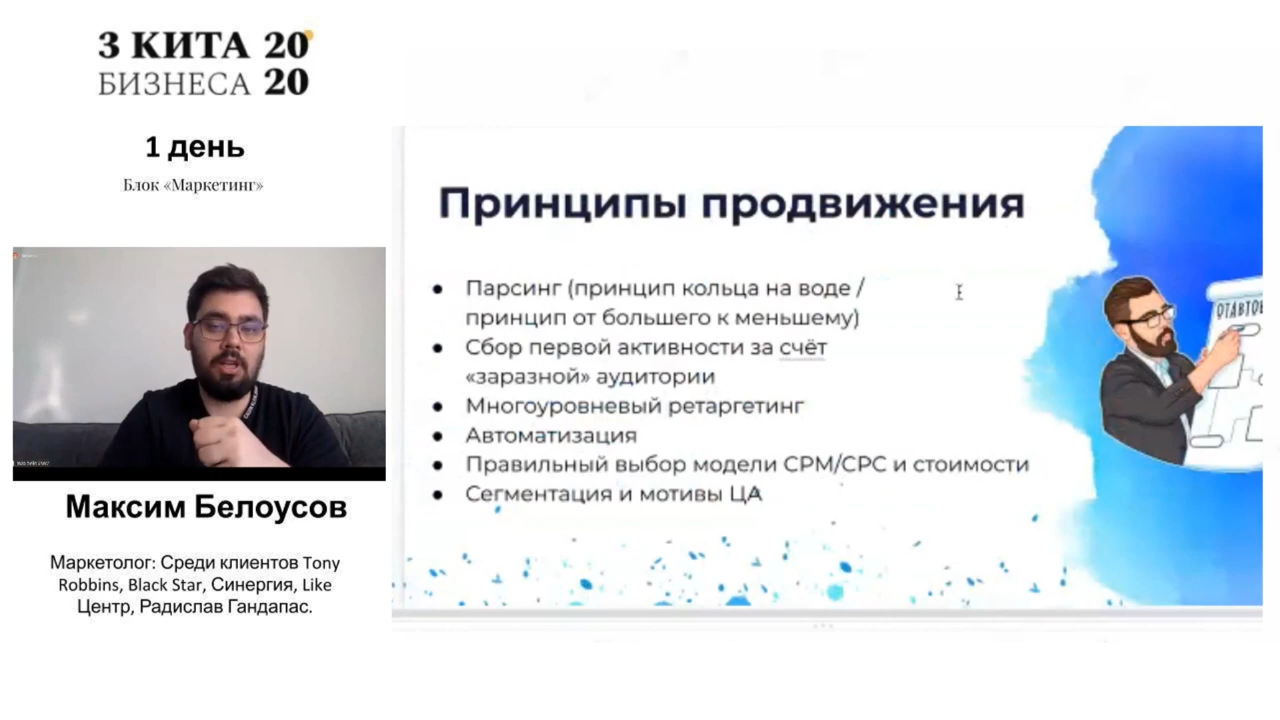 3 КИТА 20
БИЗНЕСА 20
1 день
Блок «Маркетинг»
Максим Белоусов
Маркетолог: Среди клиентов Tony
Robbins, Black Star, Синергия, Like
Центр, Радислав Гандапас.
Принципы продвижения
● Парсинг (принцип кольца на воде /
принцип от большего к меньшему)
● Сбор первой активности за счёт
«заразной» аудитории
● Многоуровневый ретаргетинг
● Автоматизация
● Правильный выбор модели CPM/CPC и стоимости
● Сегментация и мотивы ЦА